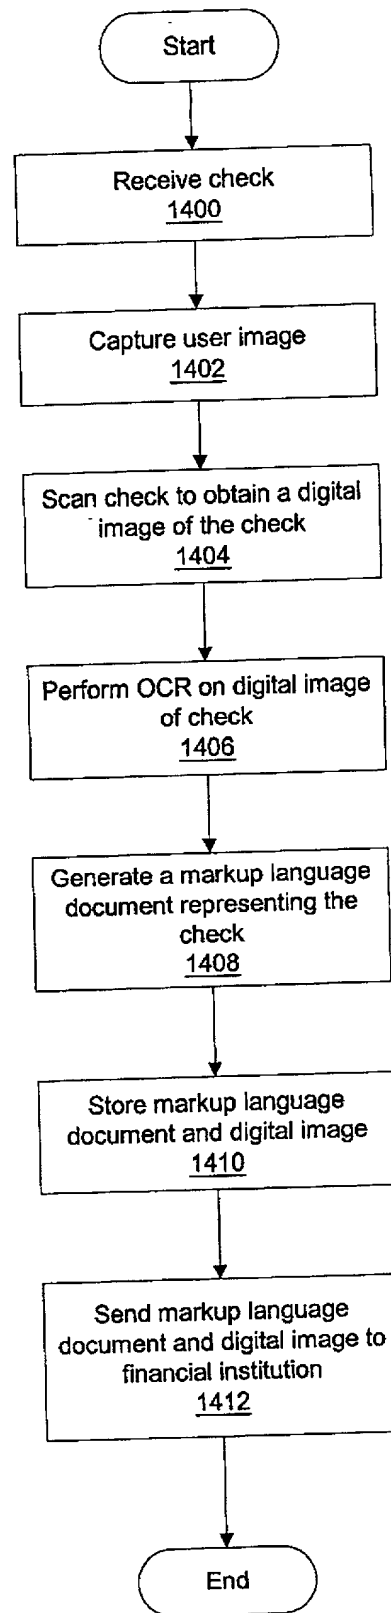 Start
Receive check
1400
Capture user image
1402
Scan check to obtain a digital
image of the check
1404
Perform OCR on digital image
of check
1406
Generate a markup language
document representing the
check
1408
Store markup language
document and digital image
1410
Send markup language
document and digital image to
financial institution
1412
End